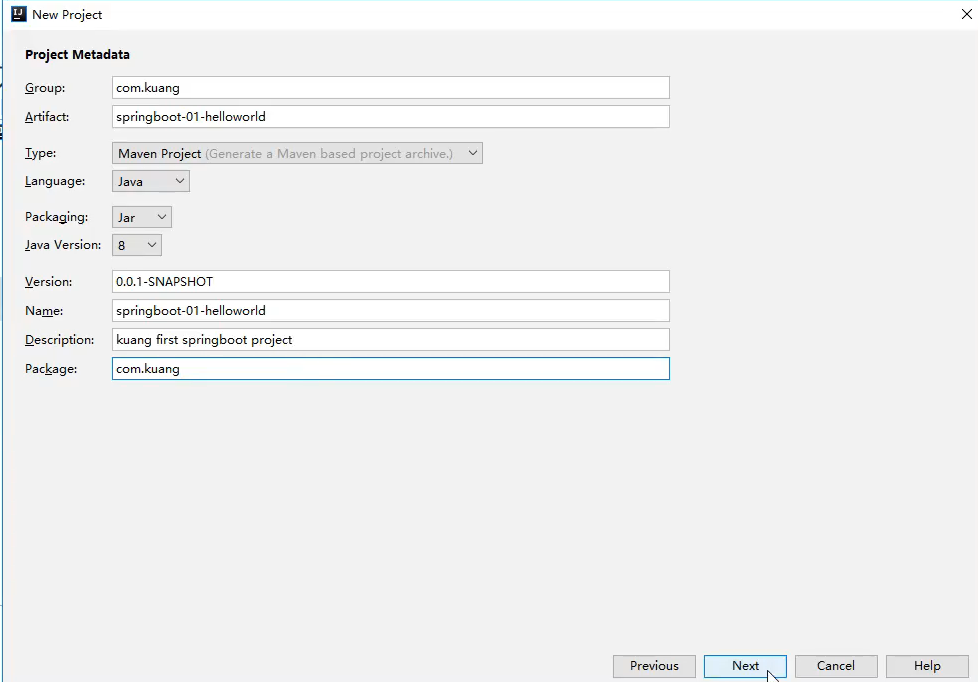 New Project
Project Metadata
Group: com.kuang
Artifact: springboot-01-helloworld
Type: Maven Project (Generate a Maven based project archive.)
Language: Java
Packaging: Jar
Java Version: 8
Version: 0.0.1-SNAPSHOT
Name: springboot-01-helloworld
Description: kuang first springboot project
Package: com.kuang
Previous Next Cancel Help